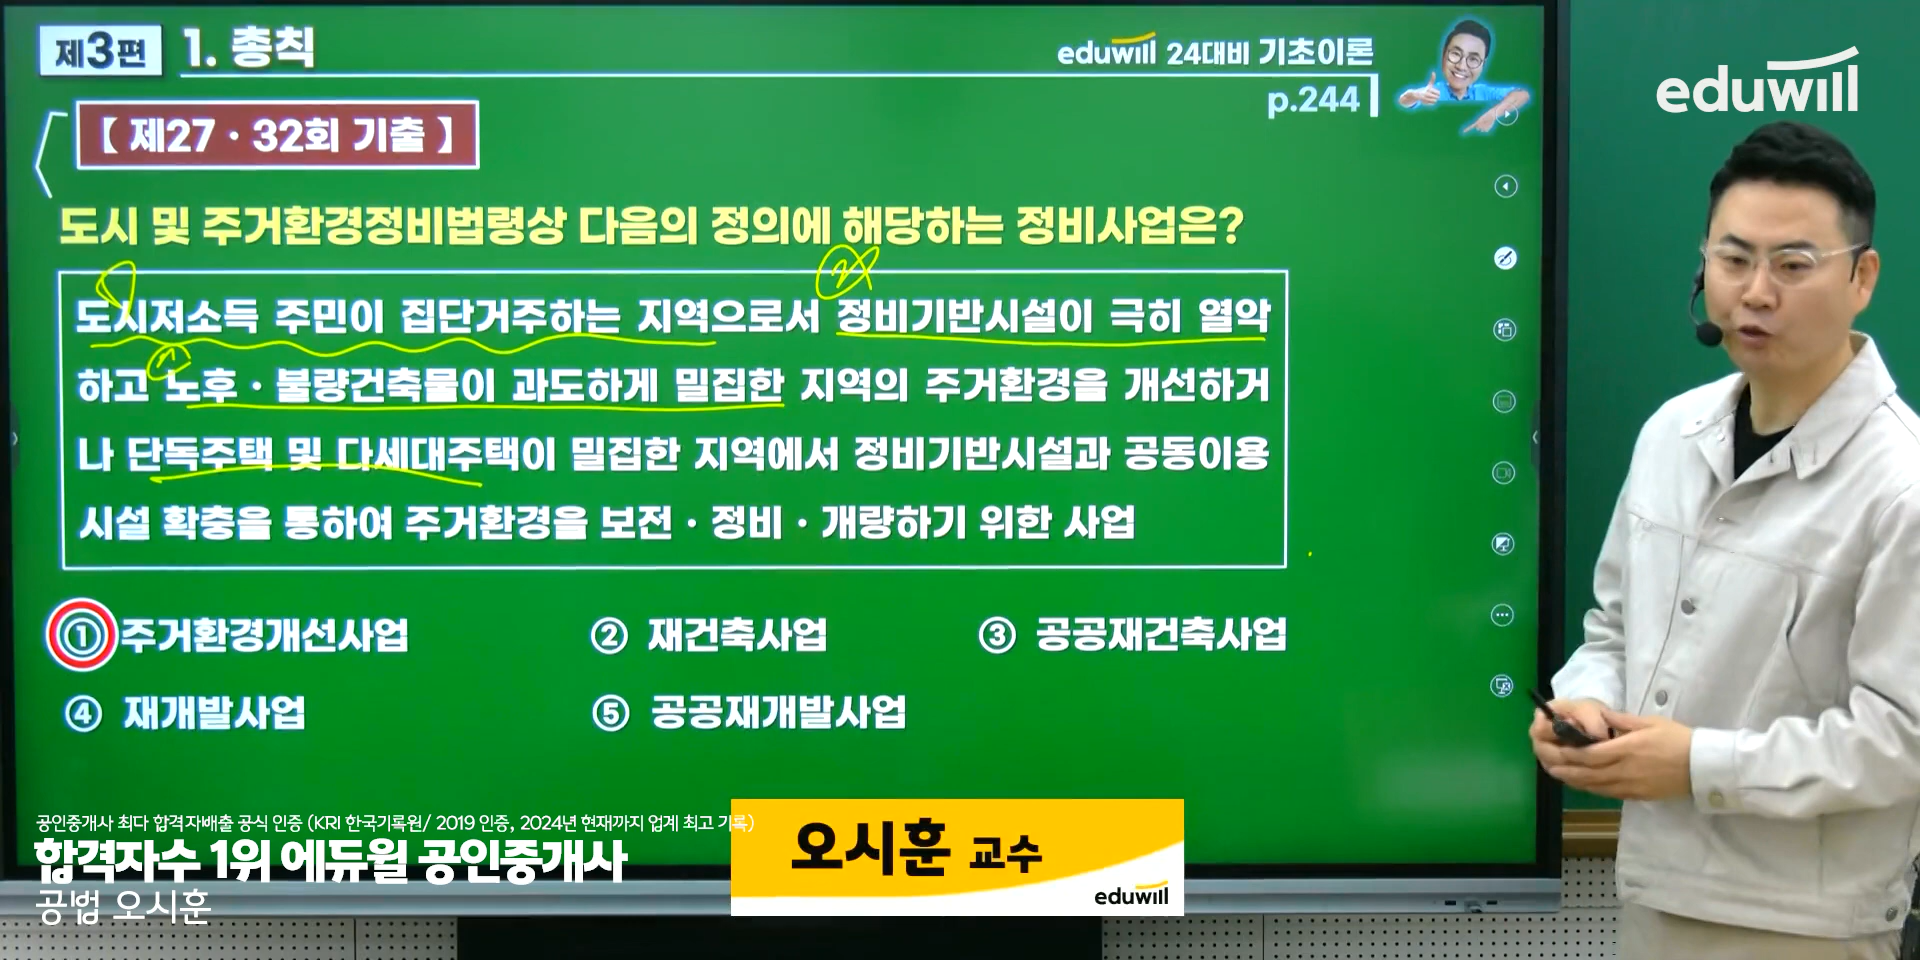 제3편 1. 총칙
eduwill 24대비 기초이론
p.244
eduwill
【 제27 · 32회 기출 】
도시 및 주거환경정비법령상 다음의 정의에 해당하는 정비사업은?
도시저소득 주민이 집단거주하는 지역으로서 정비기반시설이 극히 열악
하고 노후 · 불량건축물이 과도하게 밀집한 지역의 주거환경을 개선하거
나 단독주택 및 다세대주택이 밀집한 지역에서 정비기반시설과 공동이용
시설 확충을 통하여 주거환경을 보전 · 정비 · 개량하기 위한 사업
① 주거환경개선사업 ② 재건축사업 ③ 공공재건축사업
④ 재개발사업 ⑤ 공공재개발사업
공인중개사 최다 합격자배출 공식 인증 (KRI 한국기록원/ 2019 인증, 2024년 현재까지 업계 최고 기록)
합격자수 1위 에듀윌 공인중개사
공법 오시훈
오시훈 교수
eduwill